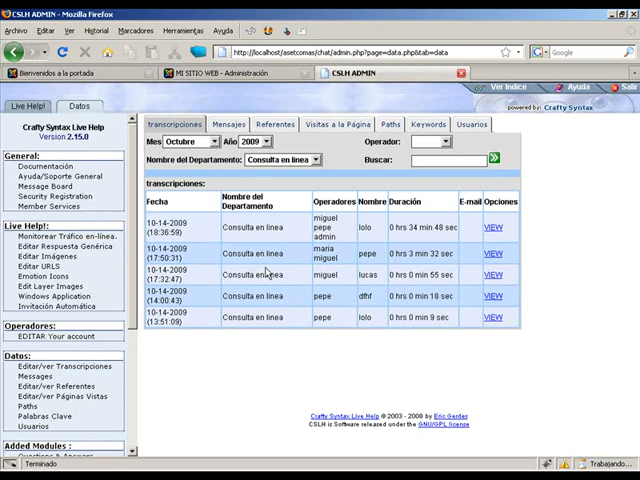 CSLH ADMIN - Mozilla Firefox
Archivo Editar Ver Historial Marcadores Herramientas Ayuda
http://localhost/asetcomas/chat/admin.php?page=data.php&tab=data
Google
Bienvenidos a la portada
MI SITIO WEB - Administración
CSLH ADMIN
Ver Indice Ayuda Salir
Live Help! Datos
powered by: Crafty Syntax
Crafty Syntax Live Help
Version 2.15.0
General:
Documentación
Ayuda/Soporte General
Message Board
Security Registration
Member Services
Live Help!:
Monitorear Tráfico en-linea.
Editar Respuesta Genérica
Editar Imágenes
Editar URLS
Emotion Icons
Edit Layer Images
Windows Application
Invitación Automática
Operadores:
EDITAR Your account
Datos:
Editar/ver Transcripciones
Messages
Editar/ver Referentes
Editar/ver Páginas Vistas
Paths
Palabras Clave
Usuarios
Added Modules :
transcripciones Mensajes Referentes Visitas a la Página Paths Keywords Usuarios
Mes Octubre Año 2009 Operador:
Nombre del Departamento: Consulta en linea Buscar:
transcripciones:
Fecha Nombre del Departamento Operadores Nombre Duración E-mail Opciones
10-14-2009 (18:36:59) Consulta en linea miguel pepe admin lolo 0 hrs 34 min 48 sec VIEW
10-14-2009 (17:50:31) Consulta en linea maria miguel pepe 0 hrs 3 min 32 sec VIEW
10-14-2009 (17:32:47) Consulta en linea miguel lucas 0 hrs 0 min 55 sec VIEW
10-14-2009 (14:00:43) Consulta en linea pepe dfhf 0 hrs 0 min 18 sec VIEW
10-14-2009 (13:51:09) Consulta en linea pepe lolo 0 hrs 0 min 9 sec VIEW
Crafty Syntax Live Help © 2003 - 2008 by Eric Gerdes
CSLH is Software released under the GNU/GPL license
Terminado
Trabajando...